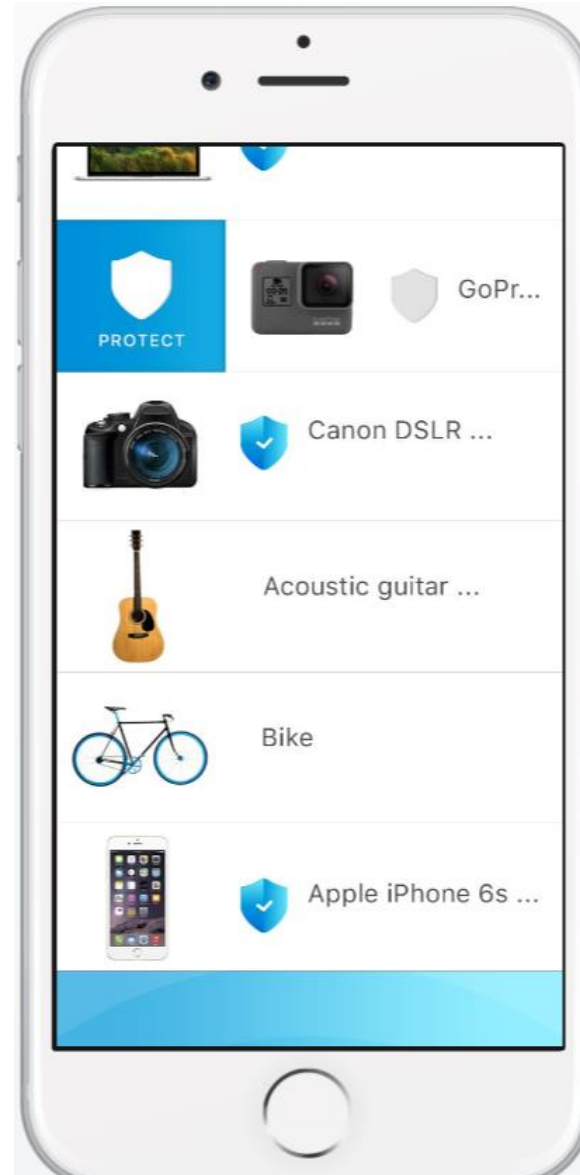 PROTECT
GoPr...
Canon DSLR ...
Acoustic guitar ...
Bike
Apple iPhone 6s ...